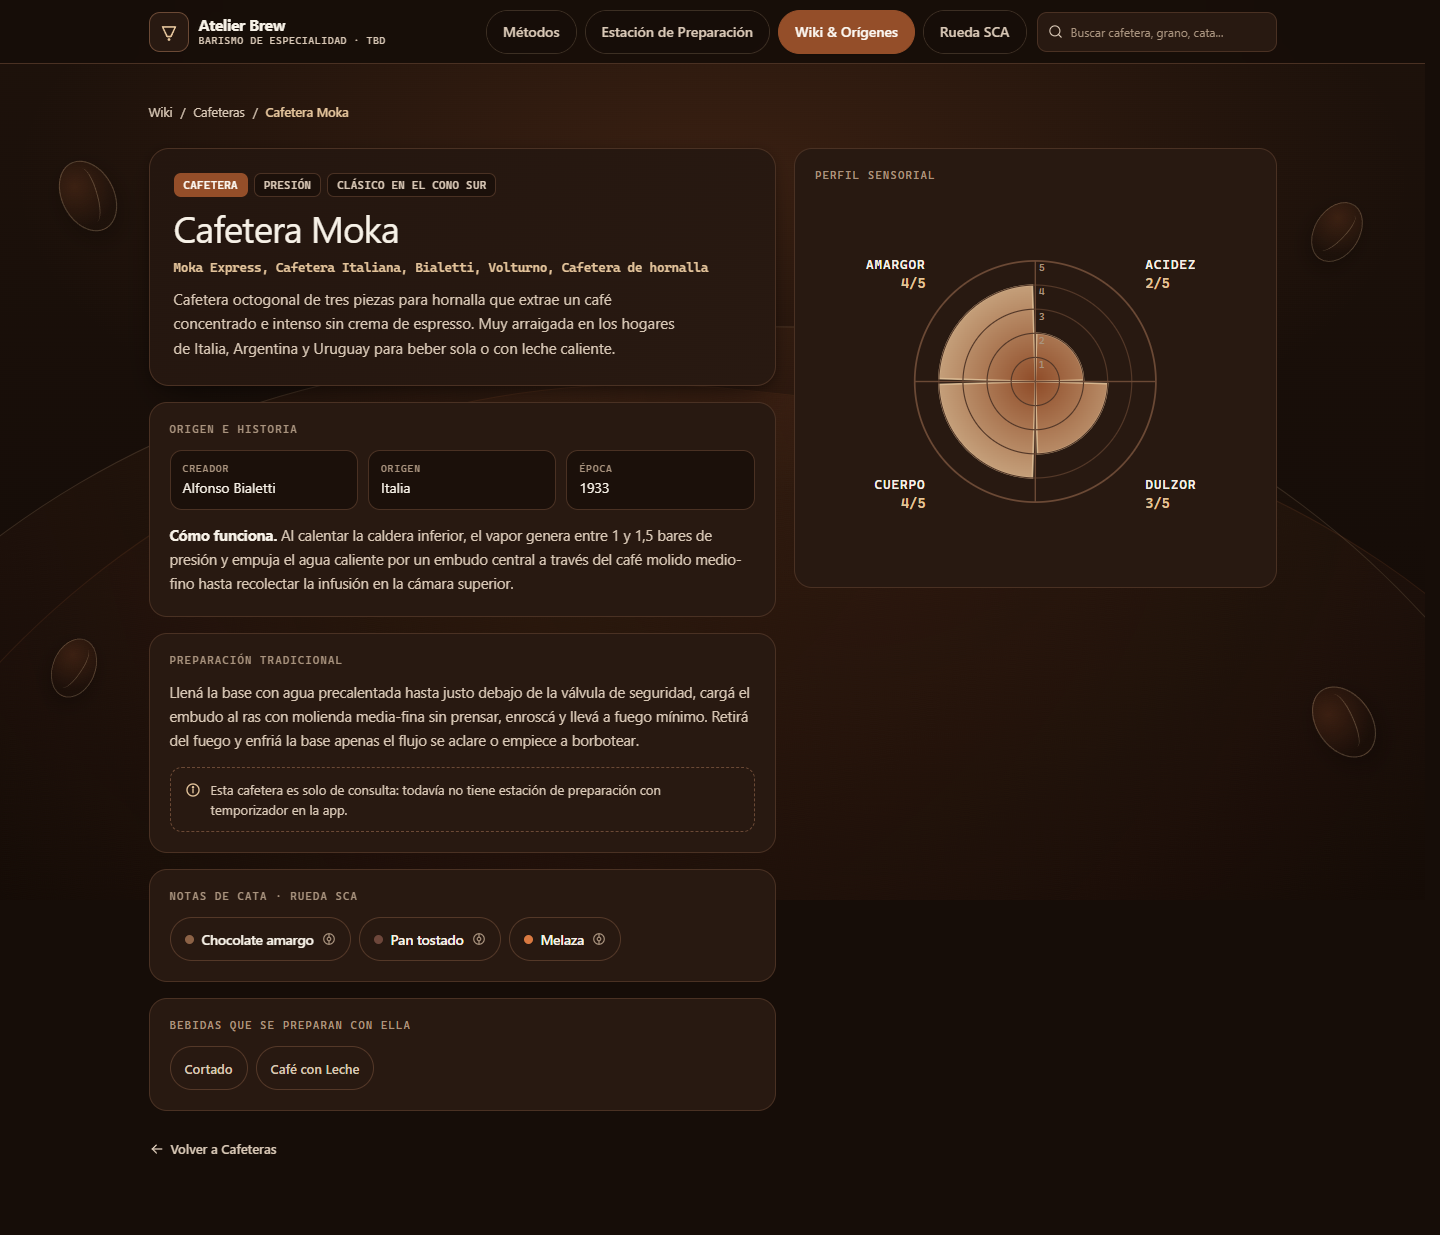 Atelier Brew
BARISMO DE ESPECIALIDAD · TBD
Métodos
Estación de Preparación
Wiki & Orígenes
Rueda SCA
Buscar cafetera, grano, cata...
Wiki / Cafeteras / Cafetera Moka
CAFETERA
PRESIÓN
CLÁSICO EN EL CONO SUR
Cafetera Moka
Moka Express, Cafetera Italiana, Bialetti, Volturno, Cafetera de hornalla
Cafetera octogonal de tres piezas para hornalla que extrae un café
concentrado e intenso sin crema de espresso. Muy arraigada en los hogares
de Italia, Argentina y Uruguay para beber sola o con leche caliente.
ORIGEN E HISTORIA
CREADOR
Alfonso Bialetti
ORIGEN
Italia
ÉPOCA
1933
Cómo funciona. Al calentar la caldera inferior, el vapor genera entre 1 y 1,5 bares de
presión y empuja el agua caliente por un embudo central a través del café molido medio-
fino hasta recolectar la infusión en la cámara superior.
PREPARACIÓN TRADICIONAL
Llená la base con agua precalentada hasta justo debajo de la válvula de seguridad, cargá el
embudo al ras con molienda media-fina sin prensar, enroscá y llevá a fuego mínimo. Retirá
del fuego y enfriá la base apenas el flujo se aclare o empiece a borbotear.
Esta cafetera es solo de consulta: todavía no tiene estación de preparación con
temporizador en la app.
NOTAS DE CATA · RUEDA SCA
Chocolate amargo
Pan tostado
Melaza
BEBIDAS QUE SE PREPARAN CON ELLA
Cortado
Café con Leche
← Volver a Cafeteras
PERFIL SENSORIAL
AMARGOR
4/5
ACIDEZ
2/5
5
4
3
2
1
CUERPO
4/5
DULZOR
3/5